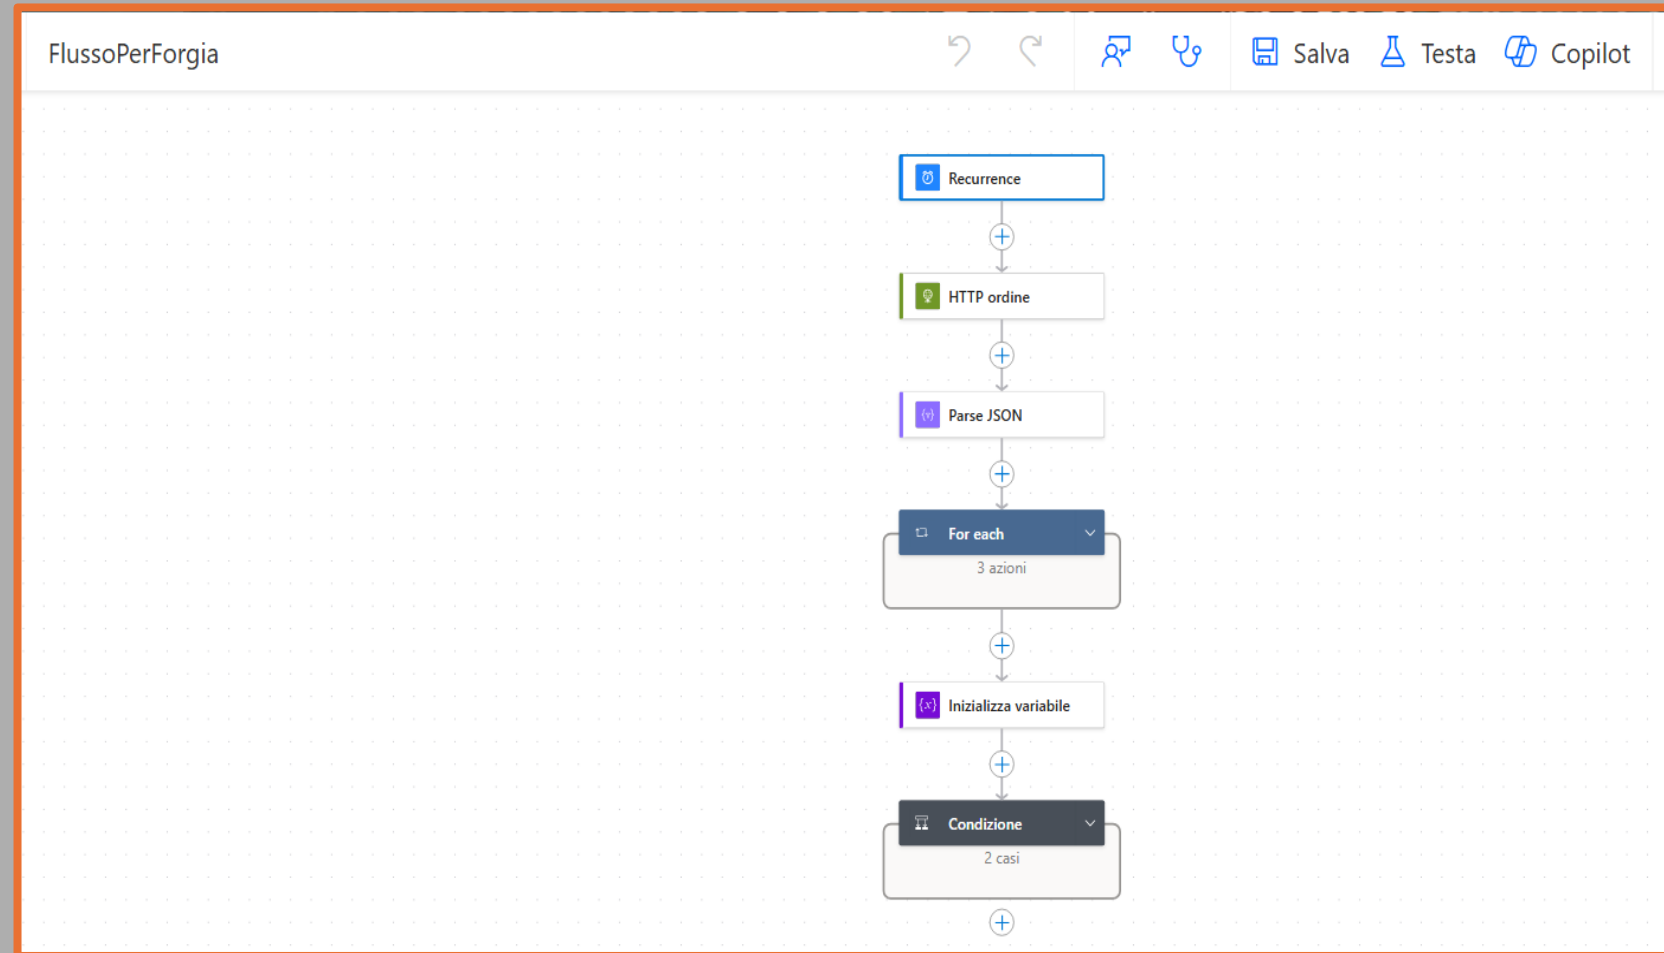 FlussoPerForgia
Salva
Testa
Copilot
Recurrence
HTTP ordine
Parse JSON
For each
3 azioni
Inizializza variabile
Condizione
2 casi